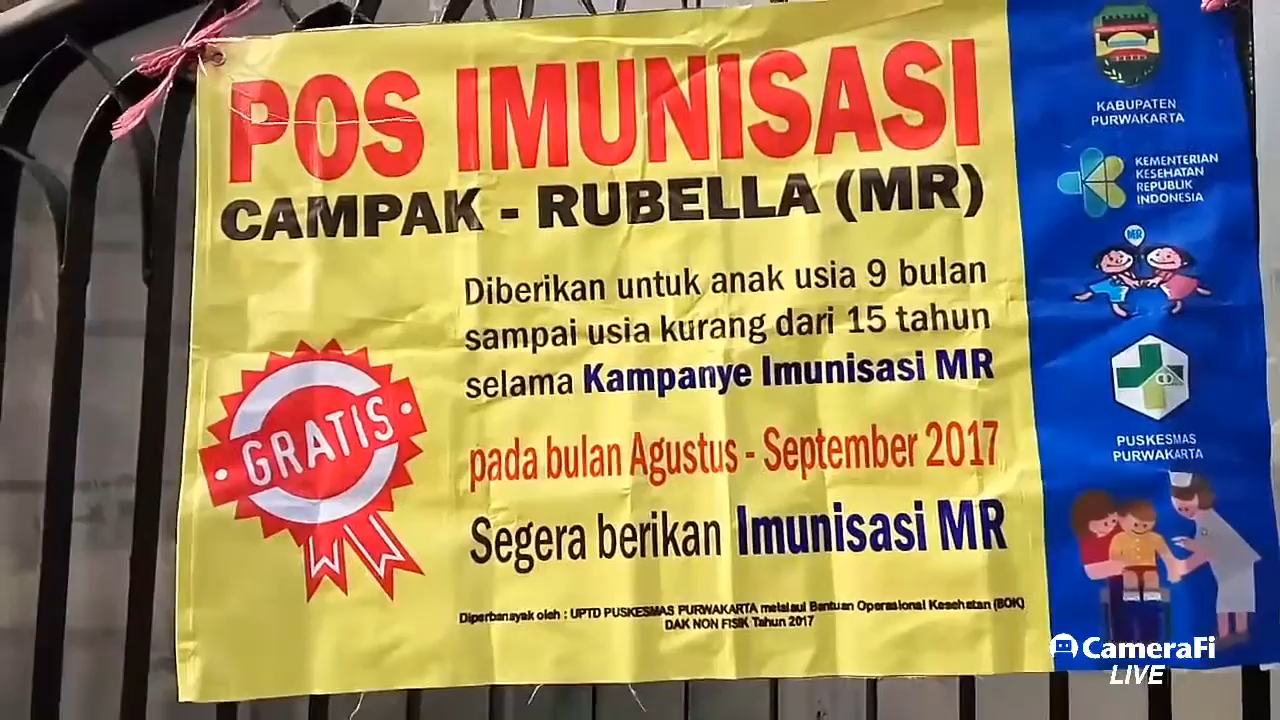 POS IMUNISASI
CAMPAK - RUBELLA (MR)
Diberikan untuk anak usia 9 bulan
sampai usia kurang dari 15 tahun
selama Kampanye Imunisasi MR
pada bulan Agustus - September 2017
Segera berikan Imunisasi MR
GRATIS
Diperbanayak oleh : UPTD PUSKESMAS PURWAKARTA melalaui Bantuan Operasional Kesehatan (BOK)
DAK NON FISIK Tahun 2017
KABUPATEN
PURWAKARTA
KEMENTERIAN
KESEHATAN
REPUBLIK
INDONESIA
MR
PUSKESMAS
PURWAKARTA
CameraFi
LIVE